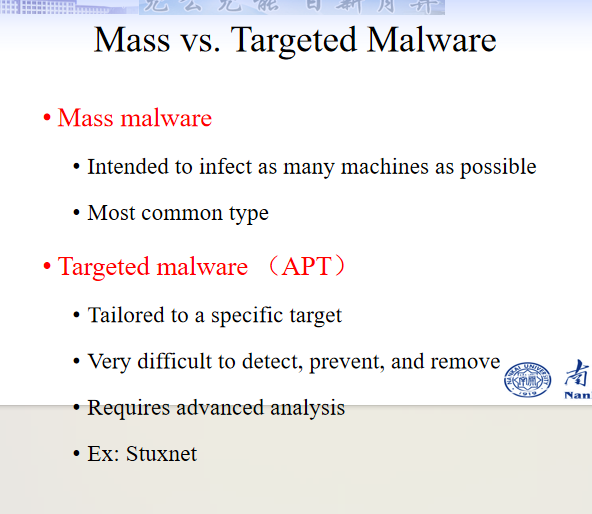 允公允能 日新月异
Mass vs. Targeted Malware
• Mass malware
• Intended to infect as many machines as possible
• Most common type
• Targeted malware （APT）
• Tailored to a specific target
• Very difficult to detect, prevent, and remove
南
Nan
• Requires advanced analysis
• Ex: Stuxnet